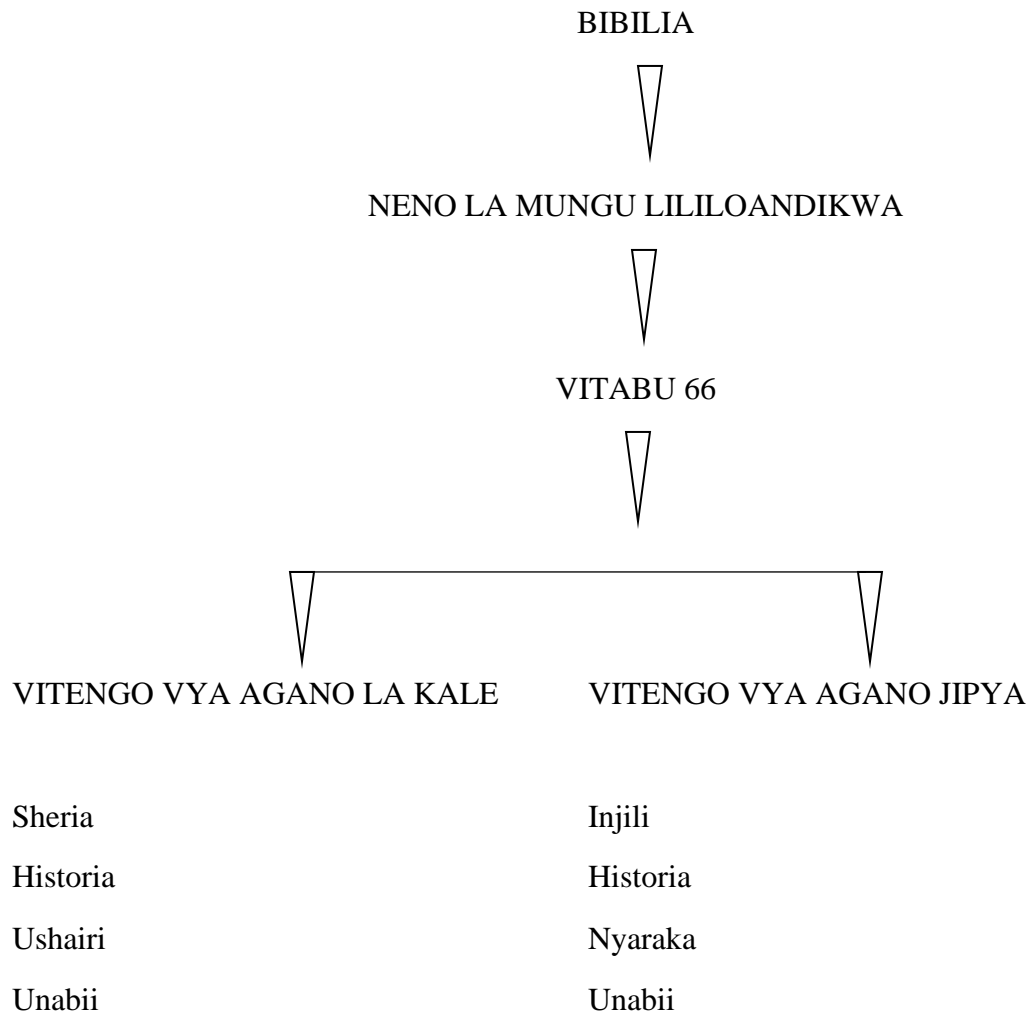 BIBILIA
NENO LA MUNGU LILILOANDIKWA
VITABU 66
VITENGO VYA AGANO LA KALE
VITENGO VYA AGANO JIPYA
Sheria
Injili
Historia
Historia
Ushairi
Nyaraka
Unabii
Unabii